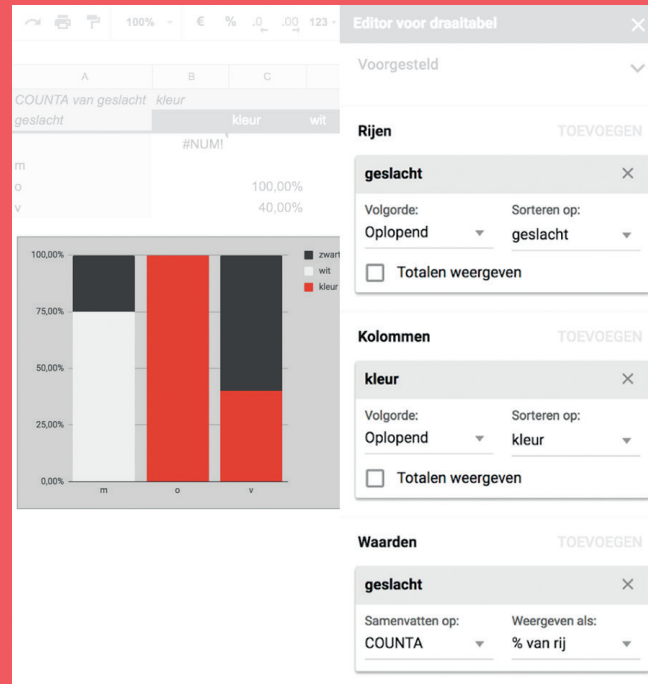 100%
€ % .0 .00 123
A B C
COUNTA van geslacht kleur
geslacht kleur wit
#NUM!
m
o 100,00%
v 40,00%
100,00%
75,00%
50,00%
25,00%
0,00%
m o v
zwart
wit
kleur
Editor voor draaitabel
Voorgesteld
Rijen TOEVOEGEN
geslacht
Volgorde: Sorteren op:
Oplopend geslacht
Totalen weergeven
Kolommen TOEVOEGEN
kleur
Volgorde: Sorteren op:
Oplopend kleur
Totalen weergeven
Waarden TOEVOEGEN
geslacht
Samenvatten op: Weergeven als:
COUNTA % van rij